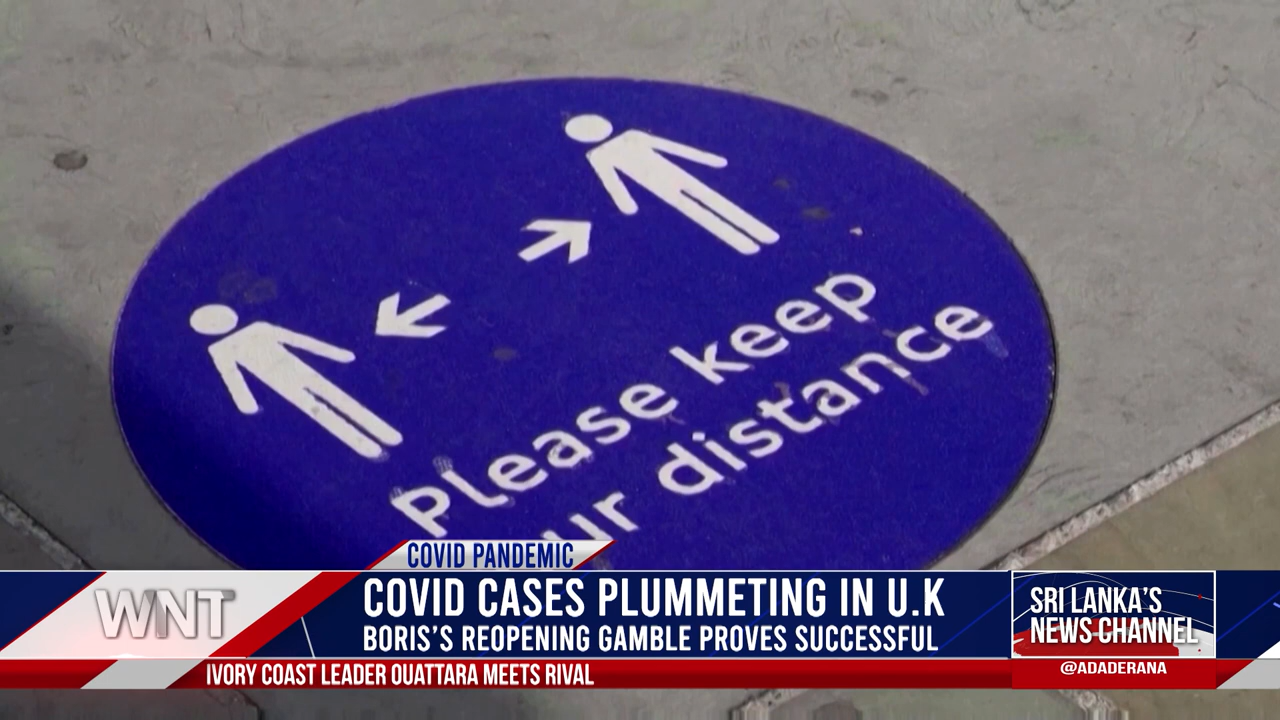 Please keep
distance
COVID PANDEMIC
WNT
COVID CASES PLUMMETING IN U.K
BORIS'S REOPENING GAMBLE PROVES SUCCESSFUL
SRI LANKA'S
NEWS CHANNEL
IVORY COAST LEADER OUATTARA MEETS RIVAL
@ADADERANA